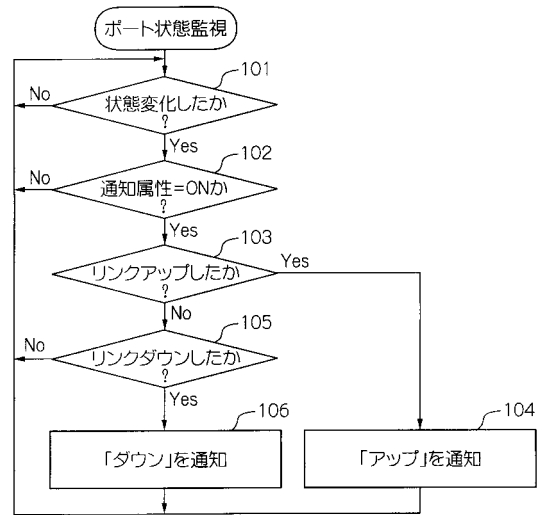 ポート状態監視
101
状態変化したか
?
No
Yes
102
通知属性=ONか
?
No
Yes
103
リンクアップしたか
?
Yes
No
105
リンクダウンしたか
?
No
Yes
106
「ダウン」を通知
104
「アップ」を通知